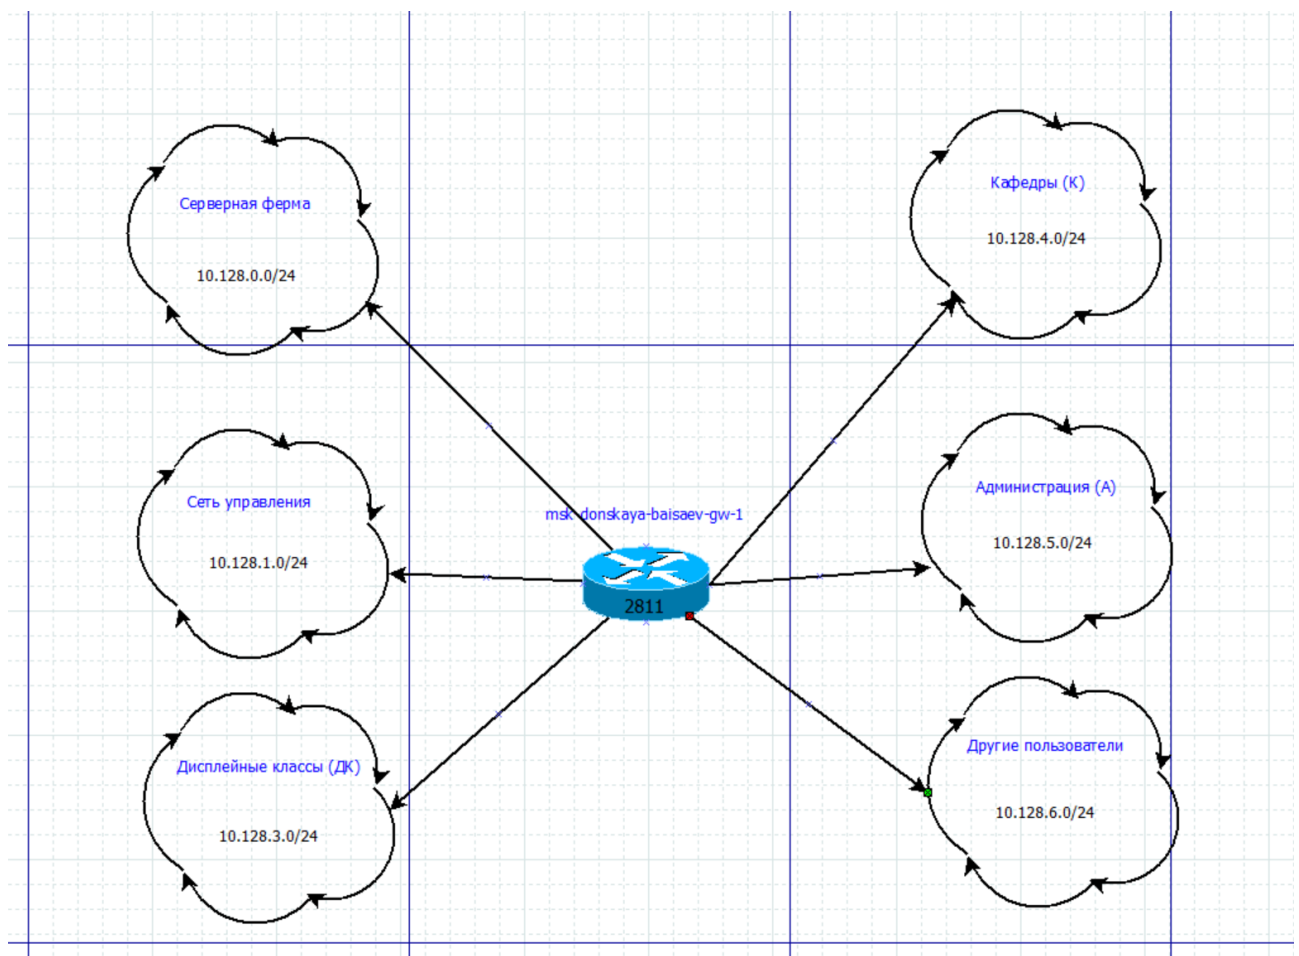 Серверная ферма
10.128.0.0/24
Кафедры (К)
10.128.4.0/24
Сеть управления
10.128.1.0/24
msk-donskaya-baisaev-gw-1
2811
Администрация (А)
10.128.5.0/24
Дисплейные классы (ДК)
10.128.3.0/24
Другие пользователи
10.128.6.0/24